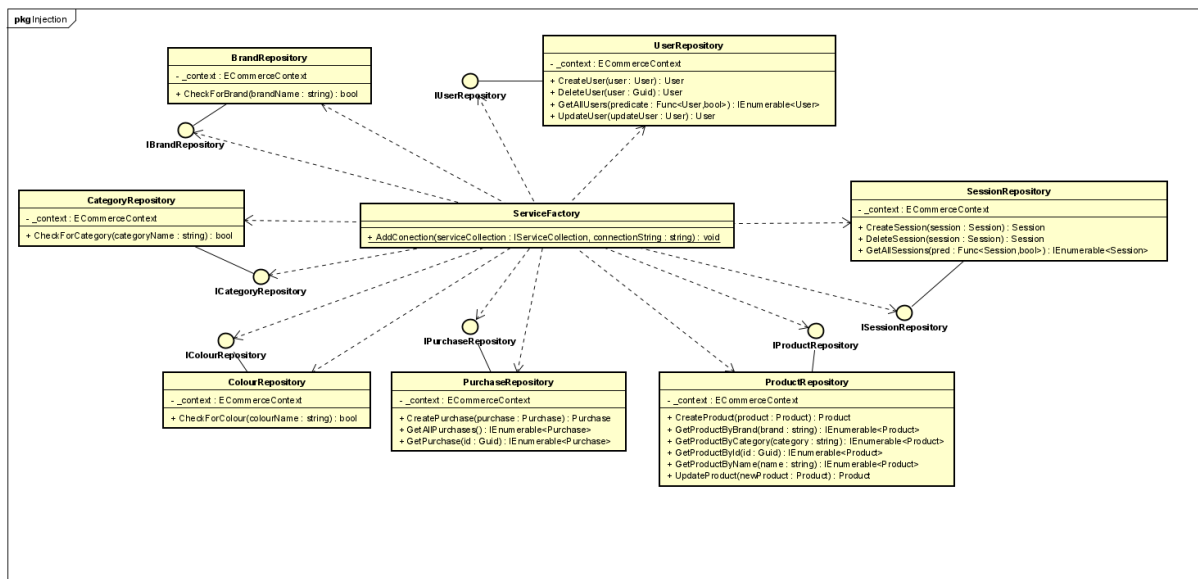 pkg Injection
BrandRepository
- _context : ECommerceContext
+ CheckForBrand(brandName : string) : bool
IBrandRepository
UserRepository
- _context : ECommerceContext
+ CreateUser(user : User) : User
+ DeleteUser(user : Guid) : User
+ GetAllUsers(predicate : Func<User,bool>) : IEnumerable<User>
+ UpdateUser(updateUser : User) : User
IUserRepository
CategoryRepository
- _context : ECommerceContext
+ CheckForCategory(categoryName : string) : bool
ICategoryRepository
ServiceFactory
+ AddConection(serviceCollection : IServiceCollection, connectionString : string) : void
SessionRepository
- _context : ECommerceContext
+ CreateSession(session : Session) : Session
+ DeleteSession(session : Session) : Session
+ GetAllSessions(pred : Func<Session,bool>) : IEnumerable<Session>
ISessionRepository
IColourRepository
ColourRepository
- _context : ECommerceContext
+ CheckForColour(colourName : string) : bool
IPurchaseRepository
PurchaseRepository
- _context : ECommerceContext
+ CreatePurchase(purchase : Purchase) : Purchase
+ GetAllPurchases() : IEnumerable<Purchase>
+ GetPurchase(id : Guid) : IEnumerable<Purchase>
IProductRepository
ProductRepository
- _context : ECommerceContext
+ CreateProduct(product : Product) : Product
+ GetProductByBrand(brand : string) : IEnumerable<Product>
+ GetProductByCategory(category : string) : IEnumerable<Product>
+ GetProductById(id : Guid) : IEnumerable<Product>
+ GetProductByName(name : string) : IEnumerable<Product>
+ UpdateProduct(newProduct : Product) : Product